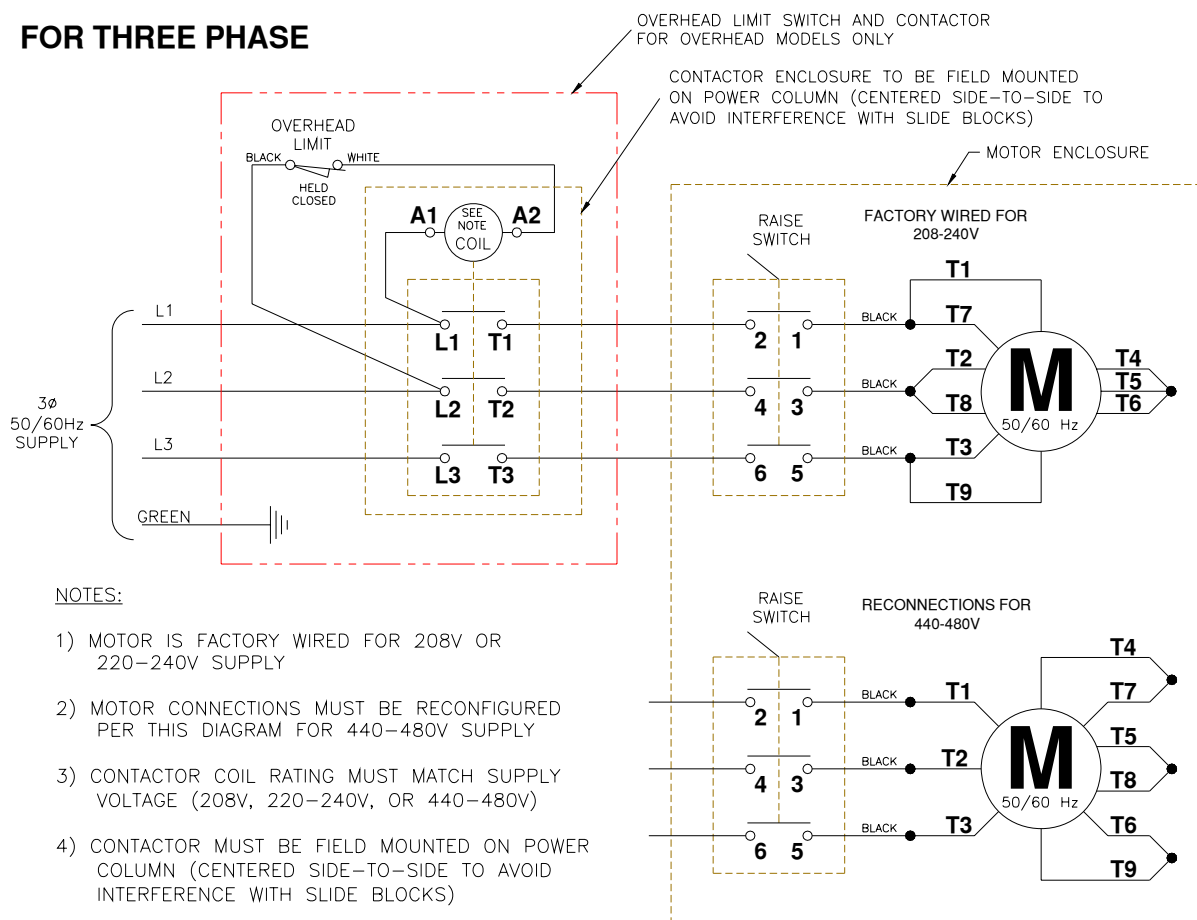 FOR THREE PHASE
OVERHEAD LIMIT SWITCH AND CONTACTOR
FOR OVERHEAD MODELS ONLY
CONTACTOR ENCLOSURE TO BE FIELD MOUNTED
ON POWER COLUMN (CENTERED SIDE-TO-SIDE TO
AVOID INTERFERENCE WITH SLIDE BLOCKS)
MOTOR ENCLOSURE
OVERHEAD
LIMIT
BLACK
WHITE
HELD
CLOSED
A1
SEE
NOTE
COIL
A2
RAISE
SWITCH
FACTORY WIRED FOR
208-240V
3ø
50/60Hz
SUPPLY
L1
L2
L3
GREEN
L1 T1
L2 T2
L3 T3
2 1
4 3
6 5
BLACK
BLACK
BLACK
T1
T7
T2
T8
T3
T9
M
50/60 Hz
T4
T5
T6
NOTES:
1) MOTOR IS FACTORY WIRED FOR 208V OR
220-240V SUPPLY
2) MOTOR CONNECTIONS MUST BE RECONFIGURED
PER THIS DIAGRAM FOR 440-480V SUPPLY
3) CONTACTOR COIL RATING MUST MATCH SUPPLY
VOLTAGE (208V, 220-240V, OR 440-480V)
4) CONTACTOR MUST BE FIELD MOUNTED ON POWER
COLUMN (CENTERED SIDE-TO-SIDE TO AVOID
INTERFERENCE WITH SLIDE BLOCKS)
RAISE
SWITCH
RECONNECTIONS FOR
440-480V
2 1
4 3
6 5
BLACK
BLACK
BLACK
T1
T2
T3
M
50/60 Hz
T4
T7
T5
T8
T6
T9